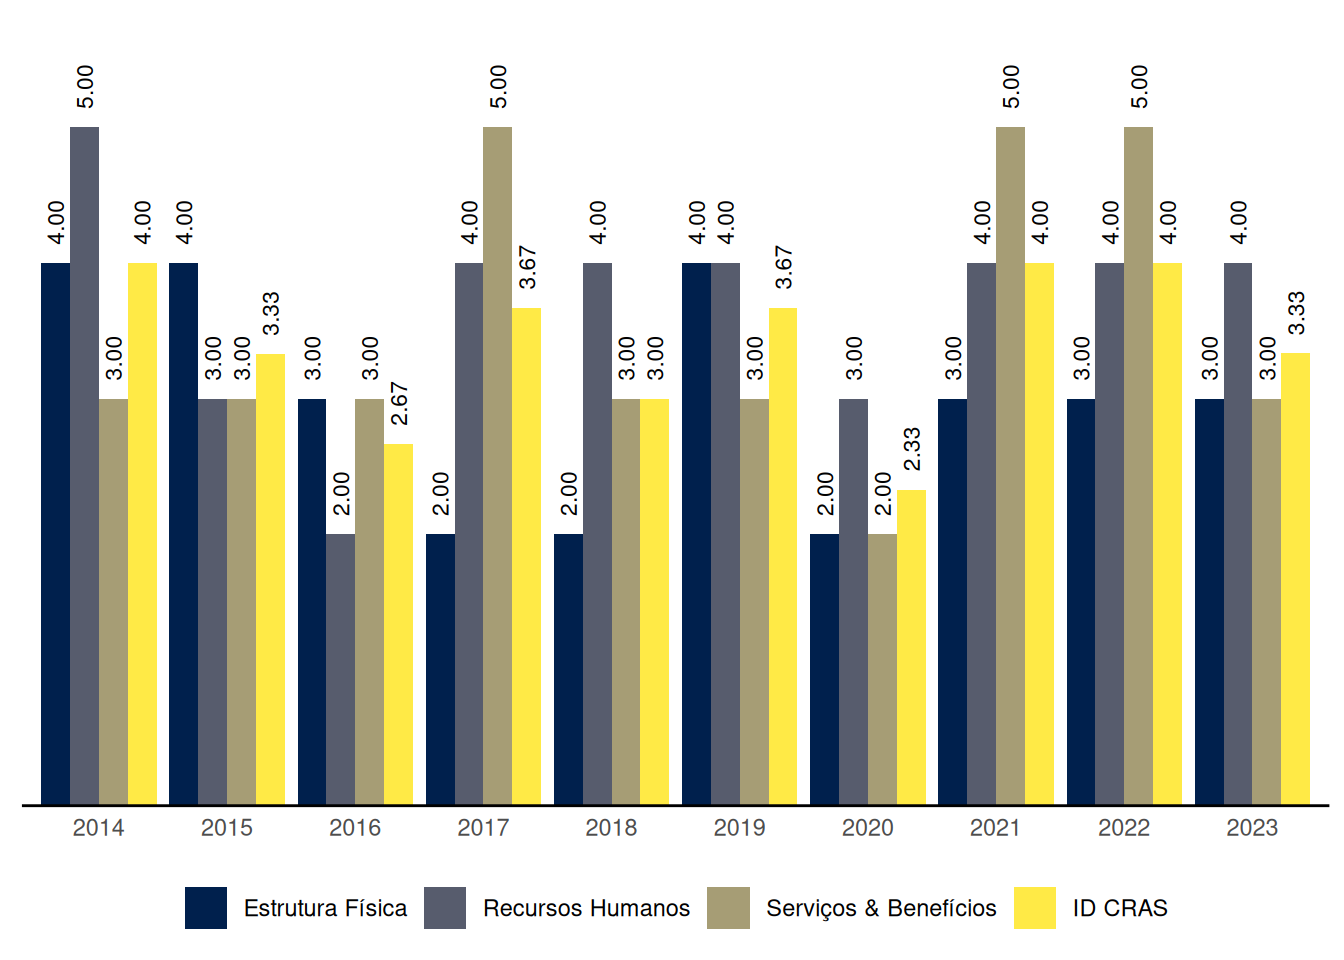 5.00 5.00 5.00 5.00
4.00 4.00 4.00 4.00 4.00 4.00 4.00 4.00 4.00 4.00 4.00 4.00
3.67 3.67
3.33 3.33
3.00 3.00 3.00 3.00 3.00 3.00 3.00 3.00 3.00 3.00 3.00 3.00 3.00
2.67
2.33
2.00 2.00 2.00 2.00 2.00
2014 2015 2016 2017 2018 2019 2020 2021 2022 2023
Estrutura Física Recursos Humanos Serviços & Benefícios ID CRAS